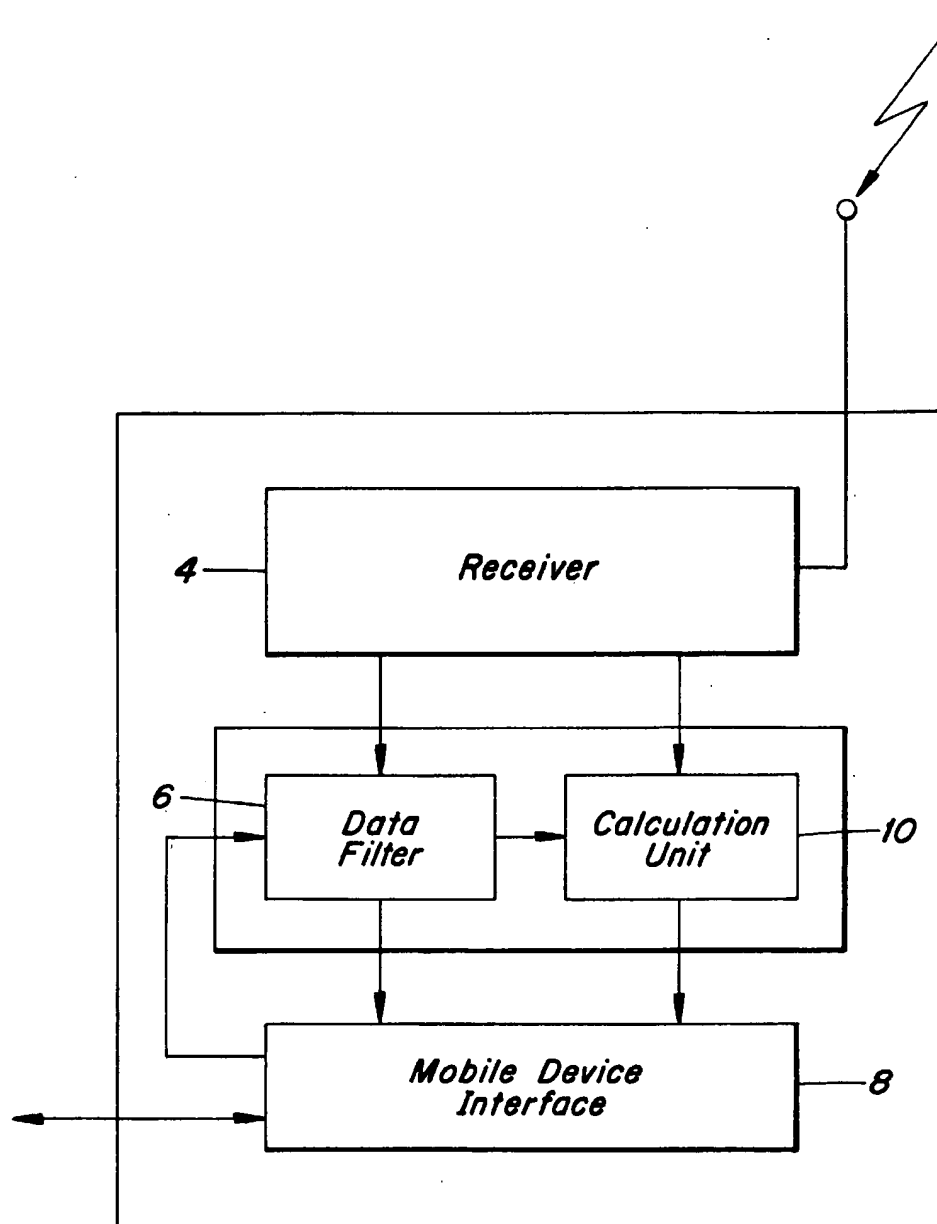 4
Receiver
6
Data
Filter
Calculation
Unit
10
Mobile Device
Interface
8